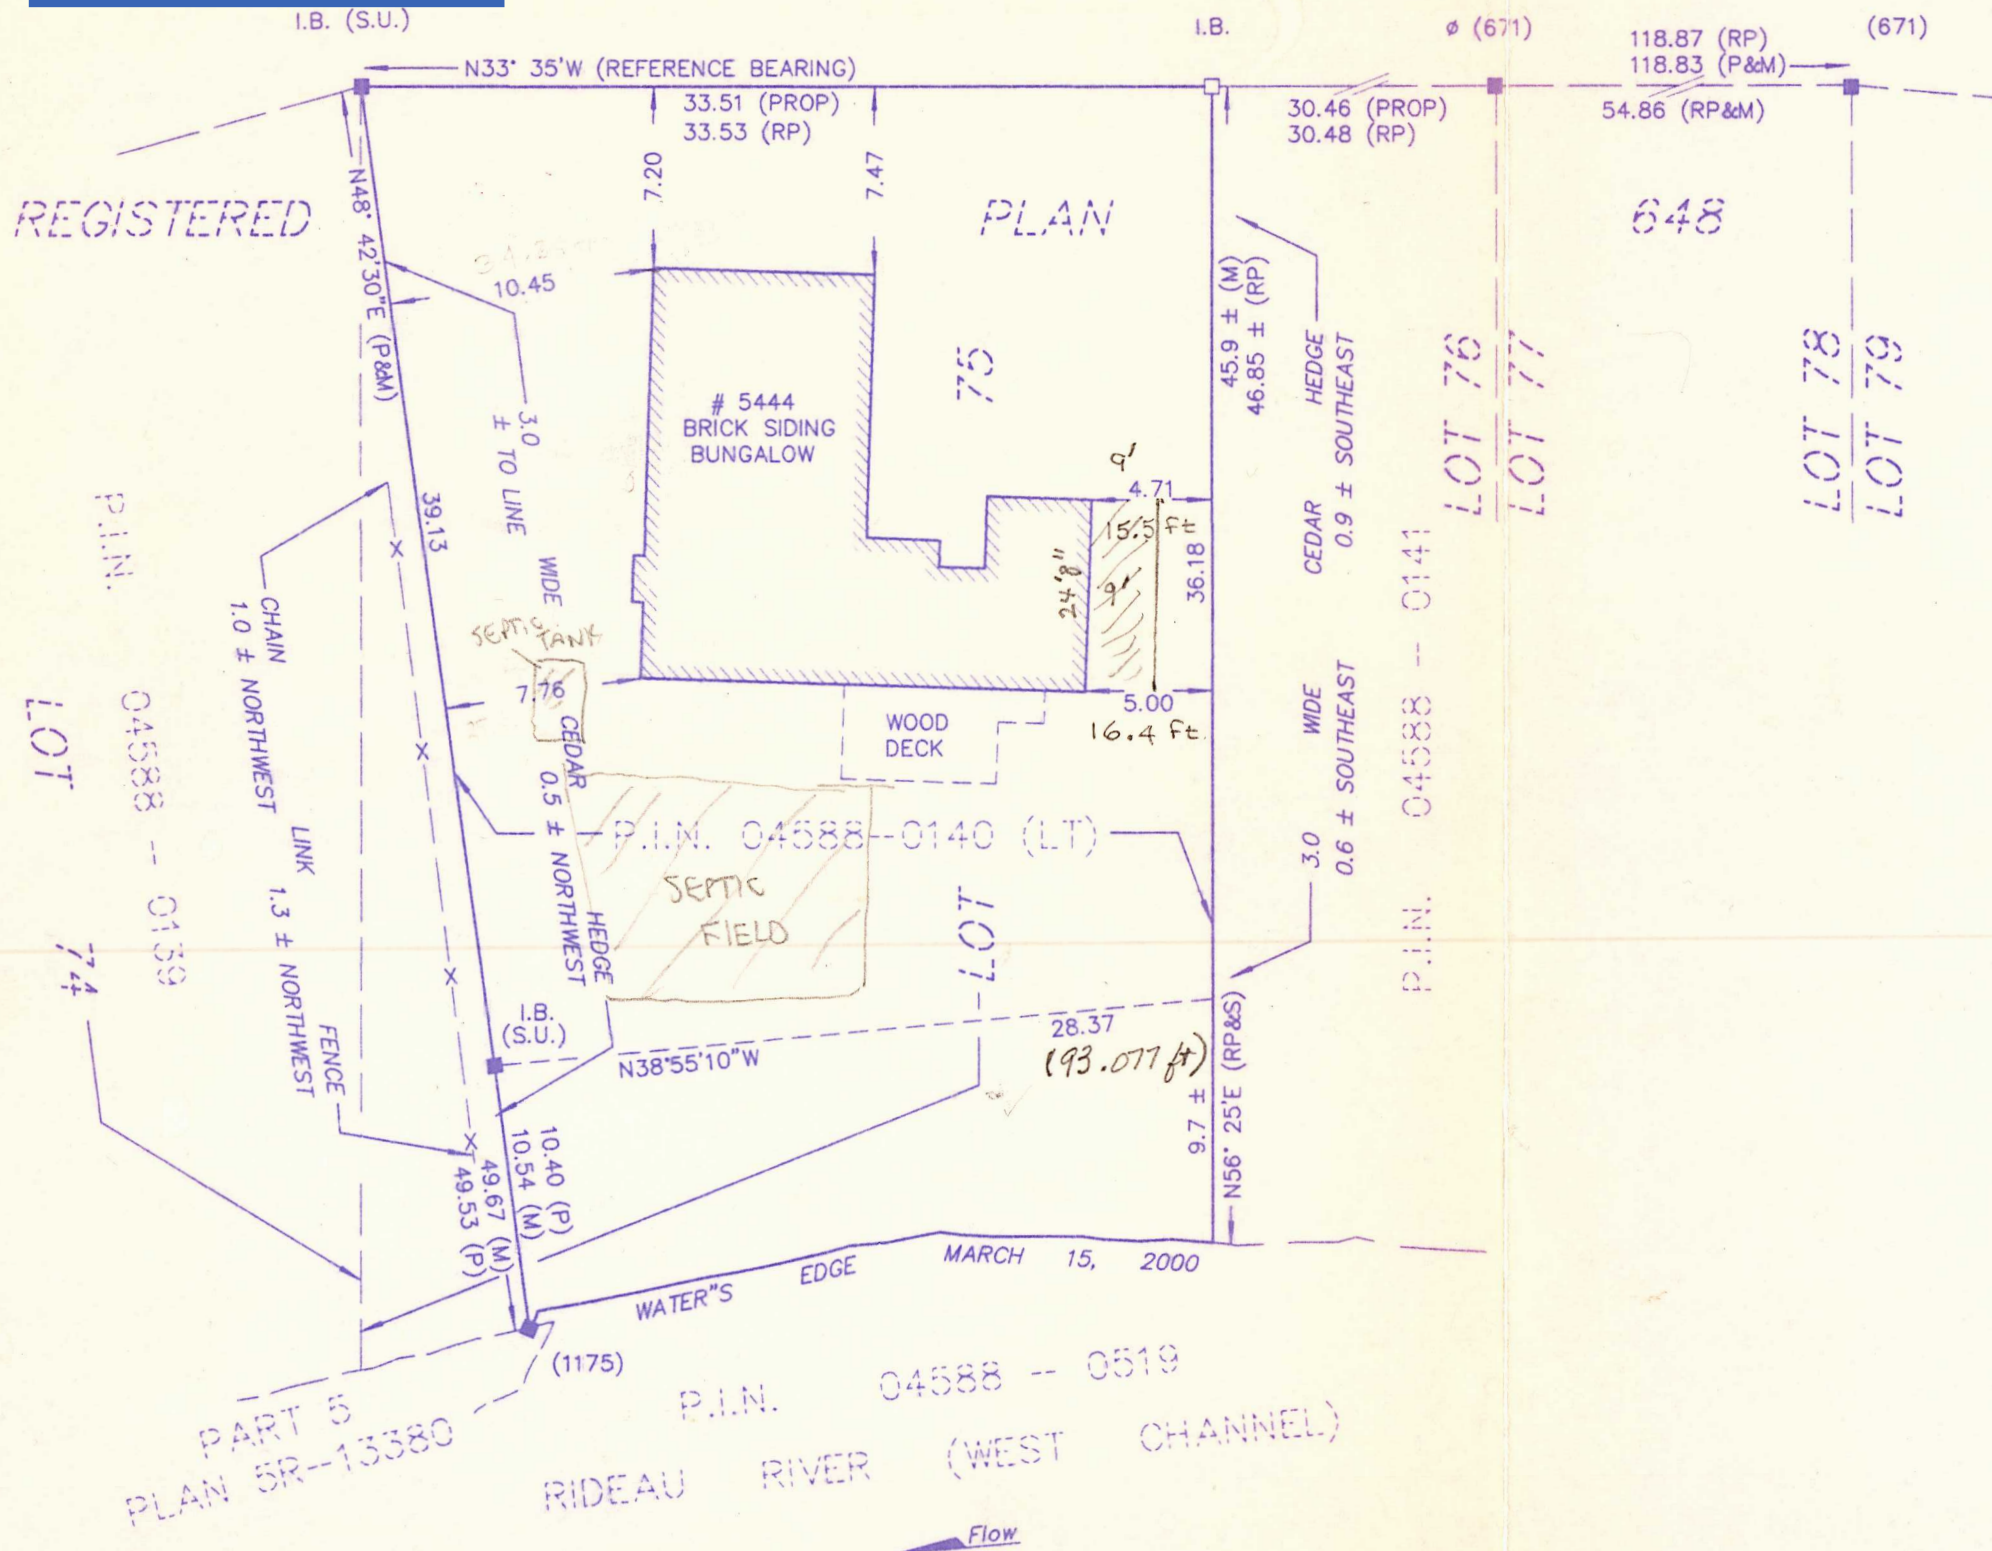 I.B. (S.U.)
I.B.
ø (671)
118.87 (RP)
118.83 (P&M)
(671)
N33° 35'W (REFERENCE BEARING)
33.51 (PROP)
33.53 (RP)
30.46 (PROP)
30.48 (RP)
54.86 (RP&M)
REGISTERED
PLAN
648
7.20
7.47
N48° 42'30"E (P&M)
10.45
3.0
± TO LINE
WIDE
CEDAR
HEDGE
0.5 ± NORTHWEST
39.13
# 5444
BRICK SIDING
BUNGALOW
75
45.9 ± (M)
46.85 ± (RP)
HEDGE
CEDAR
WIDE
3.0
0.9 ± SOUTHEAST
0.6 ± SOUTHEAST
LOT 76
LOT 77
LOT 78
LOT 79
9'
4.71
15.5 ft
9'
24'8"
36.18
5.00
16.4 ft.
P.I.N. 04588 -- 0139
LOT 74
CHAIN
LINK
FENCE
1.0 ± NORTHWEST
1.3 ± NORTHWEST
SEPTIC
TANK
7.76
WOOD
DECK
P.I.N. 04588--0140 (LT)
P.I.N. 04588 -- 0141
SEPTIC
FIELD
LOT
I.B.
(S.U.)
N38°55'10"W
28.37
(93.077 ft)
9.7 ±
N56° 25'E (RP&S)
10.40 (P)
10.54 (M)
49.67 (M)
49.53 (P)
WATER"S EDGE MARCH 15, 2000
(1175)
PART 5
PLAN 5R--13380
P.I.N. 04588 -- 0519
RIDEAU RIVER (WEST CHANNEL)
Flow